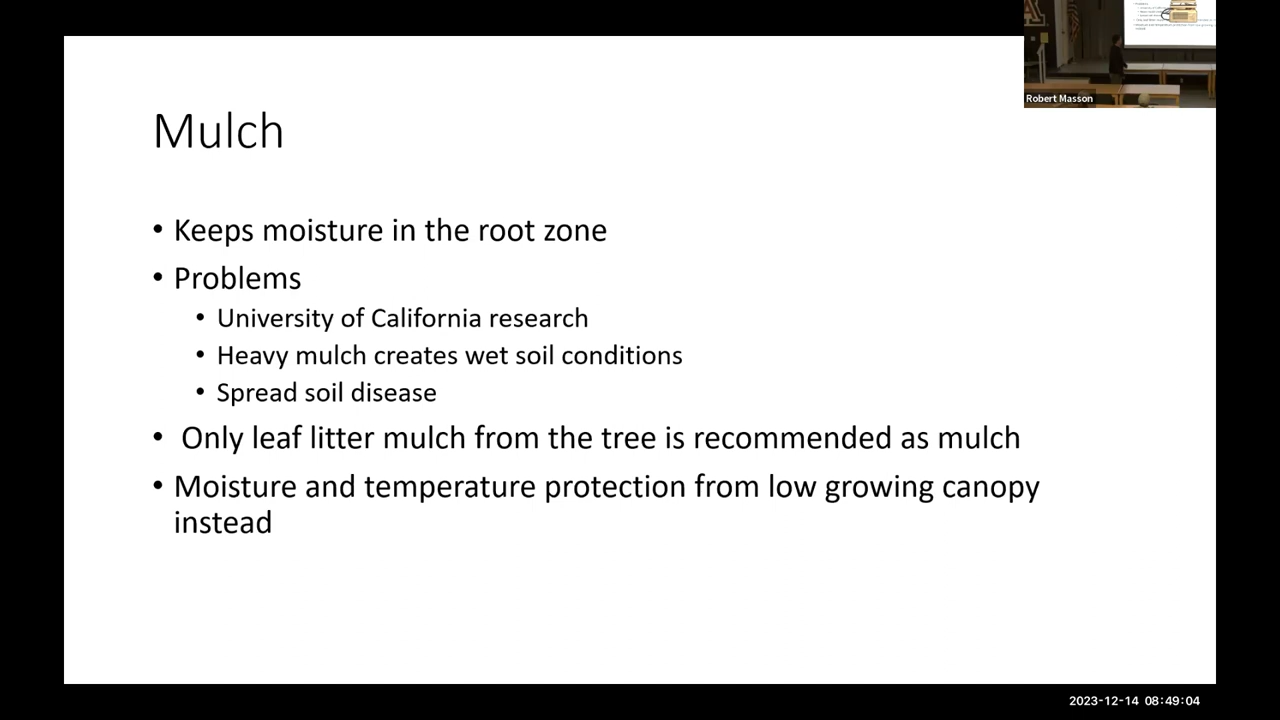 Mulch
• Keeps moisture in the root zone
• Problems
• University of California research
• Heavy mulch creates wet soil conditions
• Spread soil disease
• Only leaf litter mulch from the tree is recommended as mulch
• Moisture and temperature protection from low growing canopy
instead
Robert Masson
2023-12-14 08:49:04